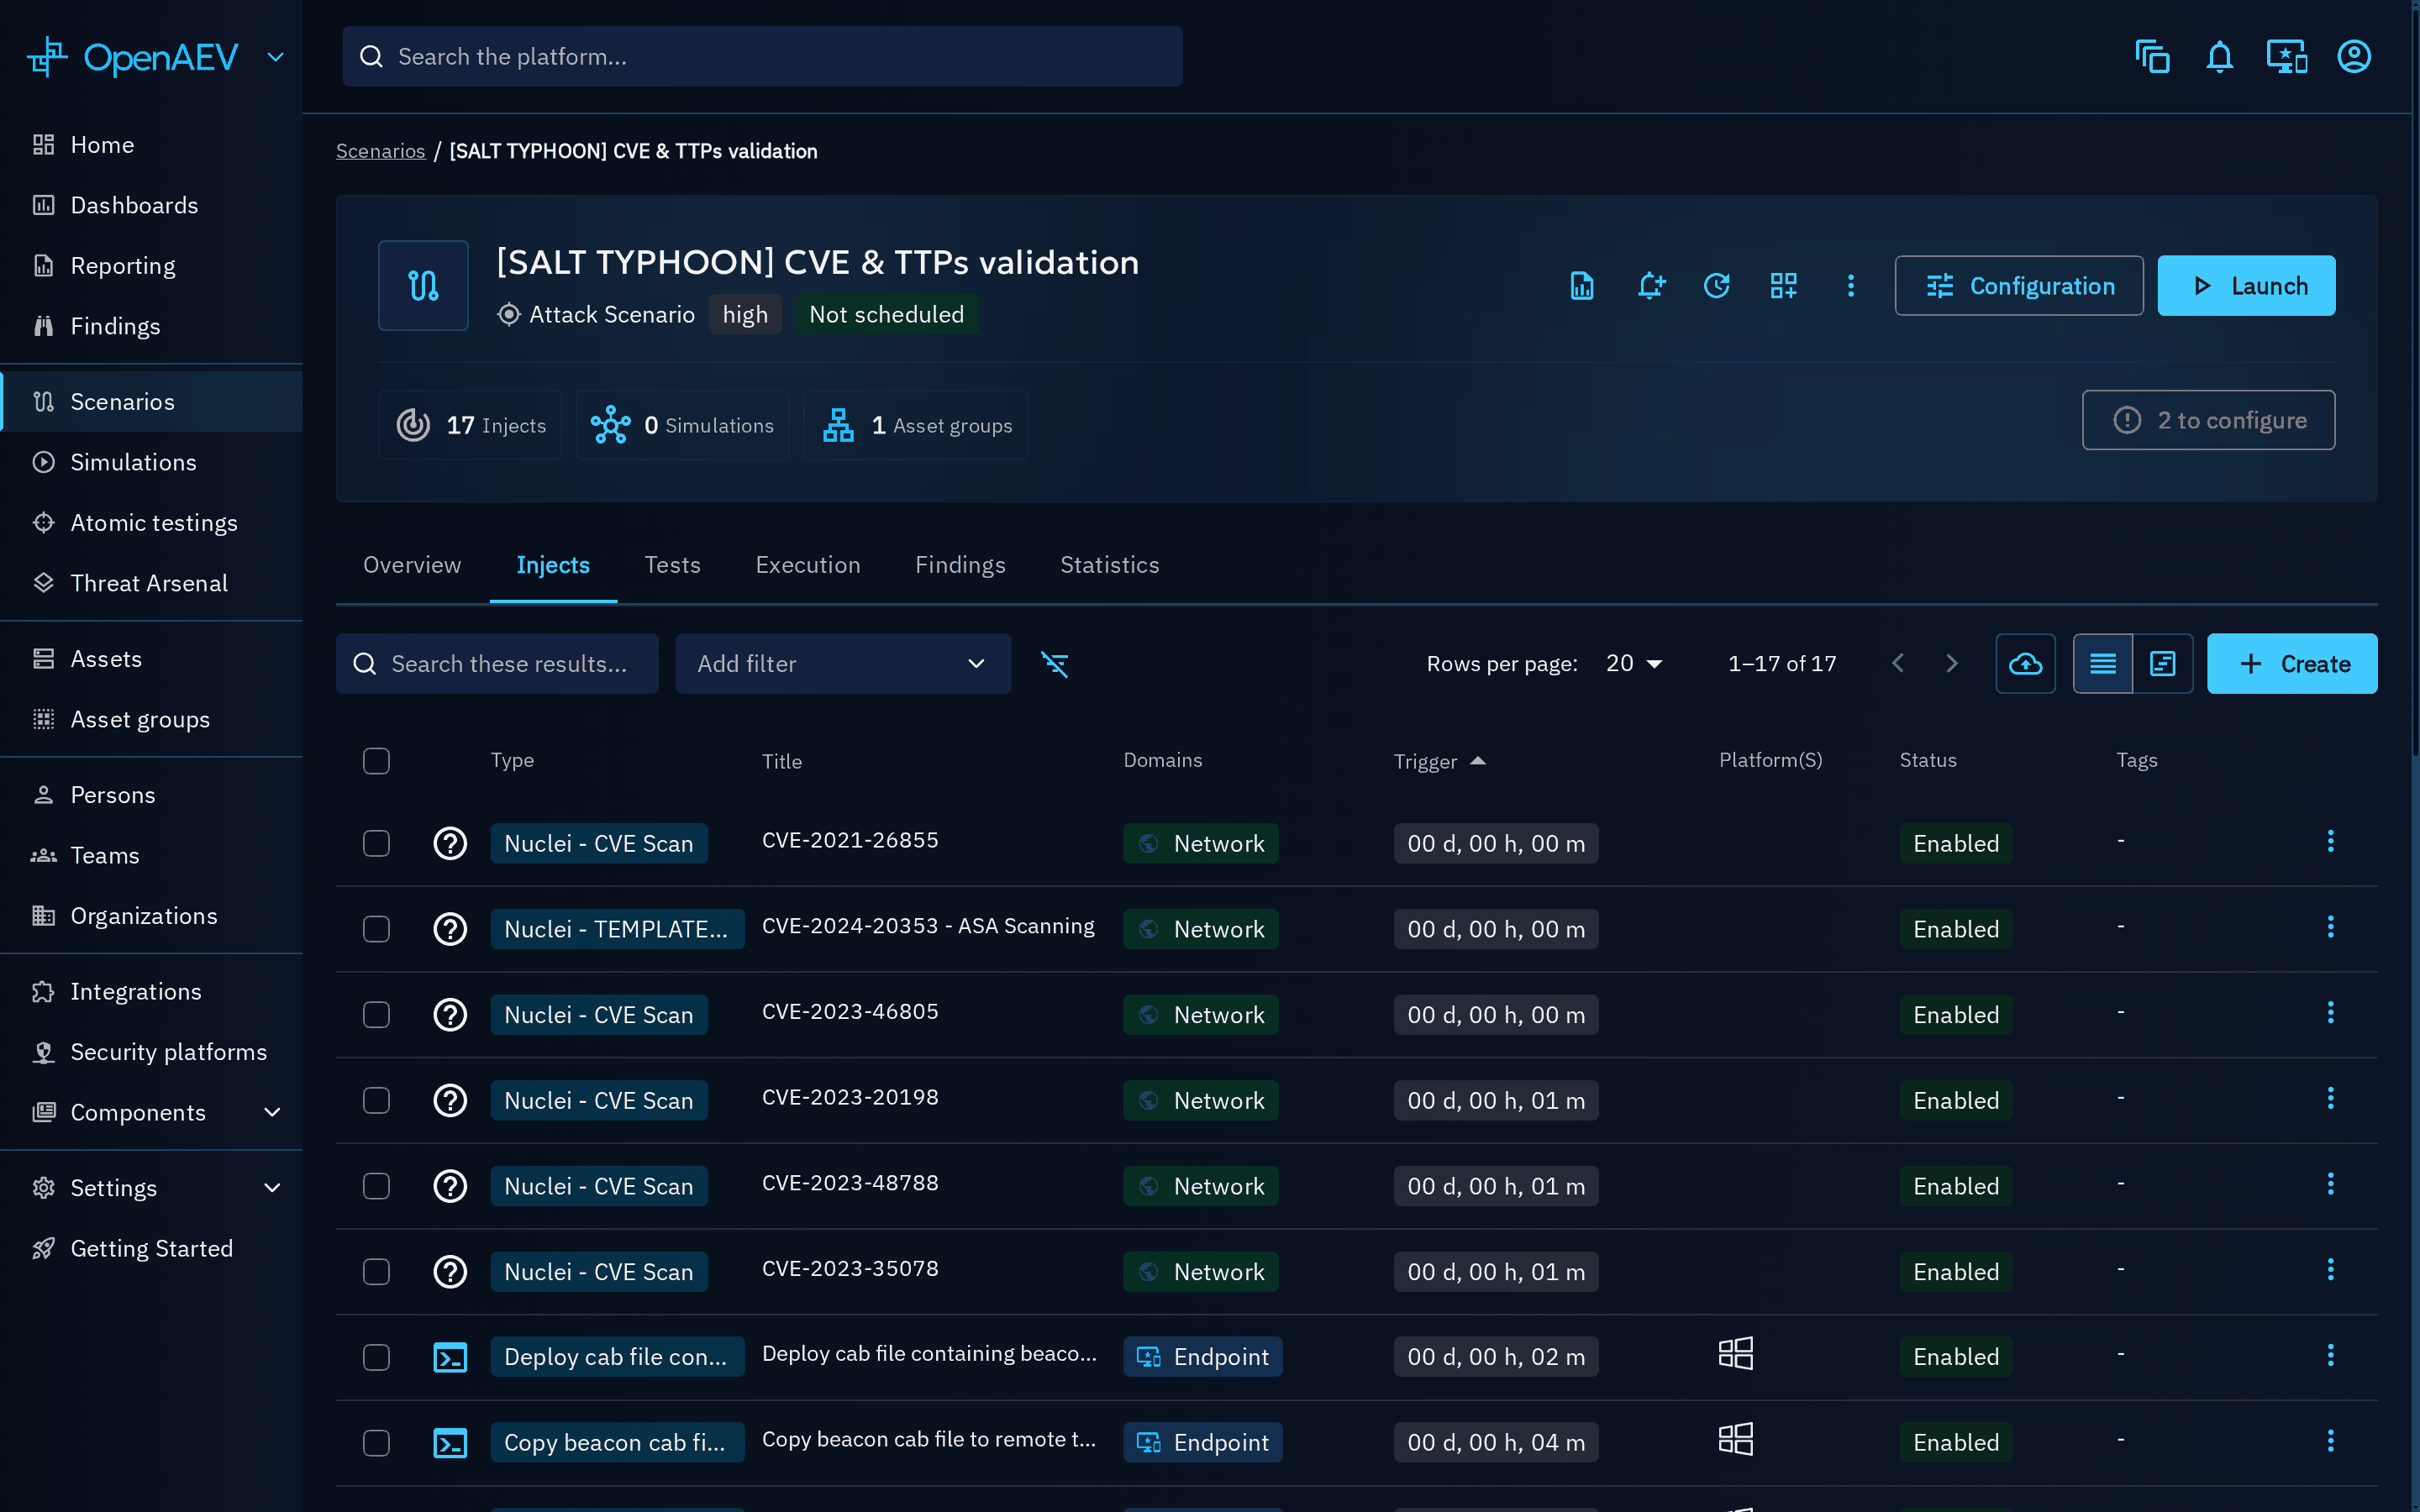 OpenAEV
Search the platform...
Home
Dashboards
Reporting
Findings
Scenarios
Simulations
Atomic testings
Threat Arsenal
Assets
Asset groups
Persons
Teams
Organizations
Integrations
Security platforms
Components
Settings
Getting Started
Scenarios / [SALT TYPHOON] CVE & TTPs validation
[SALT TYPHOON] CVE & TTPs validation
Attack Scenario high Not scheduled
Configuration
Launch
17 Injects
0 Simulations
1 Asset groups
2 to configure
Overview Injects Tests Execution Findings Statistics
Search these results...
Add filter
Rows per page: 20
1–17 of 17
Create
Type Title Domains Trigger Platform(S) Status Tags
Nuclei - CVE Scan CVE-2021-26855 Network 00 d, 00 h, 00 m Enabled -
Nuclei - TEMPLATE... CVE-2024-20353 - ASA Scanning Network 00 d, 00 h, 00 m Enabled -
Nuclei - CVE Scan CVE-2023-46805 Network 00 d, 00 h, 00 m Enabled -
Nuclei - CVE Scan CVE-2023-20198 Network 00 d, 00 h, 01 m Enabled -
Nuclei - CVE Scan CVE-2023-48788 Network 00 d, 00 h, 01 m Enabled -
Nuclei - CVE Scan CVE-2023-35078 Network 00 d, 00 h, 01 m Enabled -
Deploy cab file con... Deploy cab file containing beaco... Endpoint 00 d, 00 h, 02 m Enabled -
Copy beacon cab fi... Copy beacon cab file to remote t... Endpoint 00 d, 00 h, 04 m Enabled -